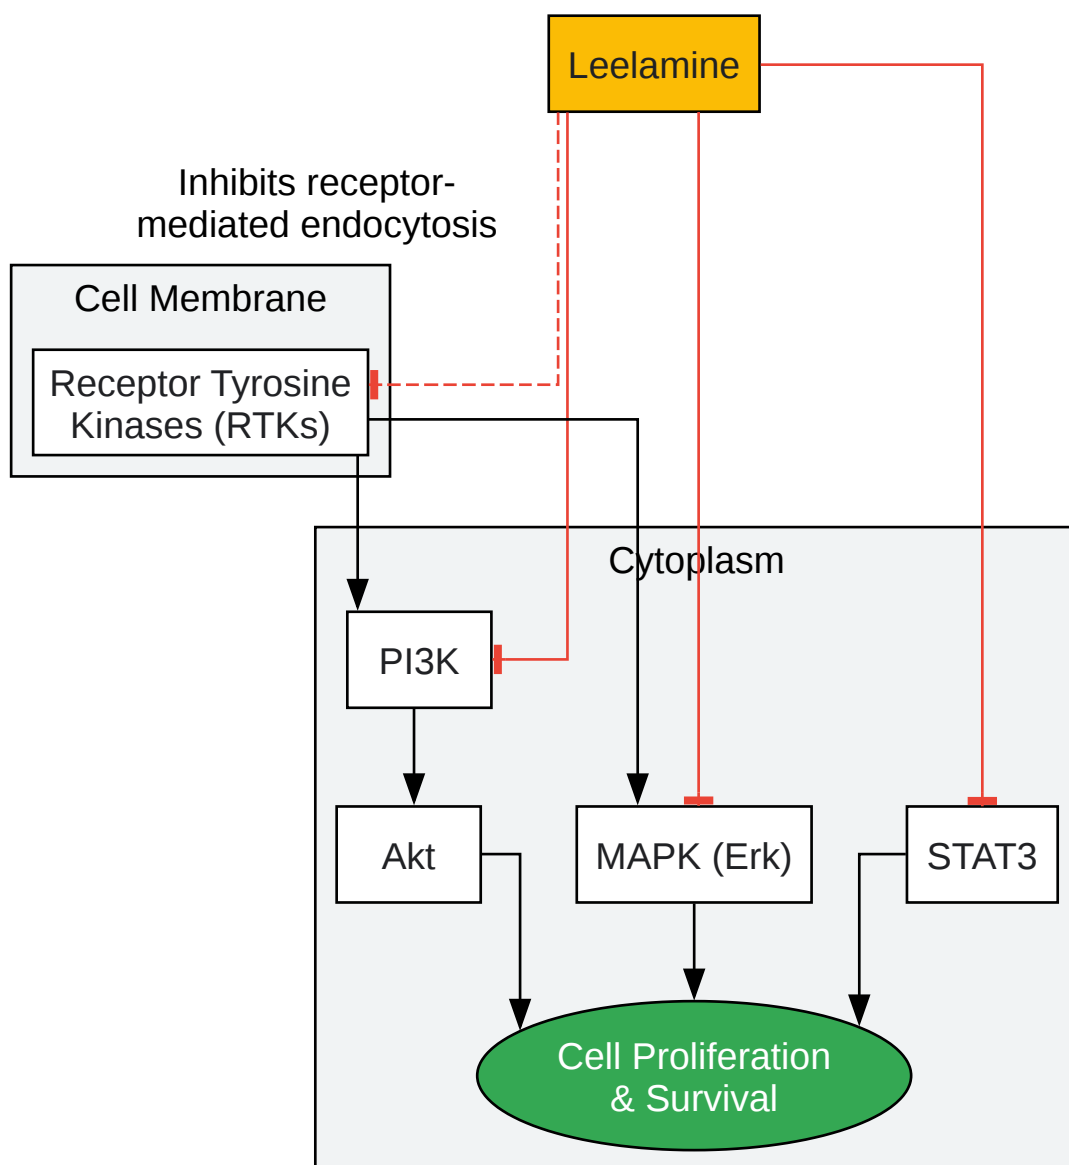 Leelamine
Inhibits receptor-
mediated endocytosis
Cell Membrane
Receptor Tyrosine
Kinases (RTKs)
Cytoplasm
PI3K
Akt
MAPK (Erk)
STAT3
Cell Proliferation
& Survival